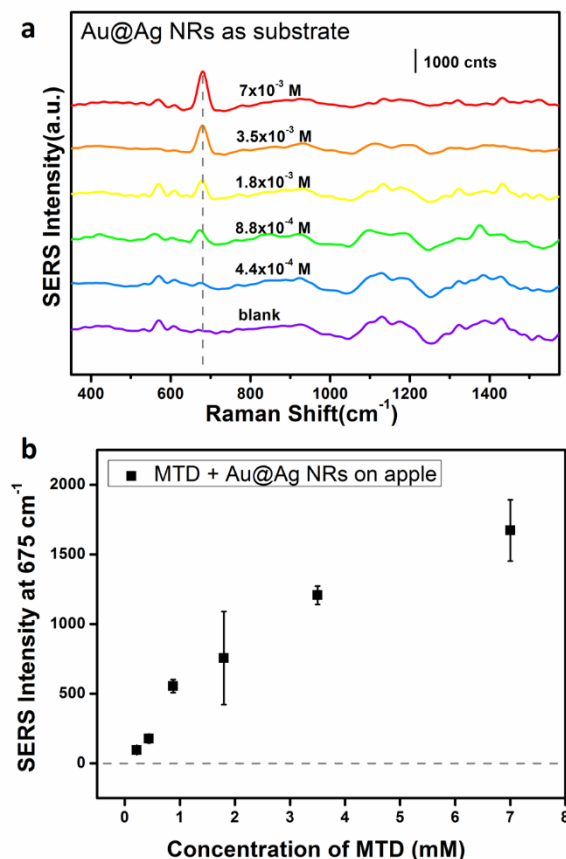 a
Au@Ag NRs as substrate
1000 cnts
7x10⁻³ M
3.5x10⁻³ M
1.8x10⁻³ M
8.8x10⁻⁴ M
4.4x10⁻⁴ M
blank
SERS Intensity(a.u.)
400 600 800 1000 1200 1400
Raman Shift(cm⁻¹)
b
MTD + Au@Ag NRs on apple
2000
1500
1000
500
0
SERS Intensity at 675 cm⁻¹
0 1 2 3 4 5 6 7 8
Concentration of MTD (mM)